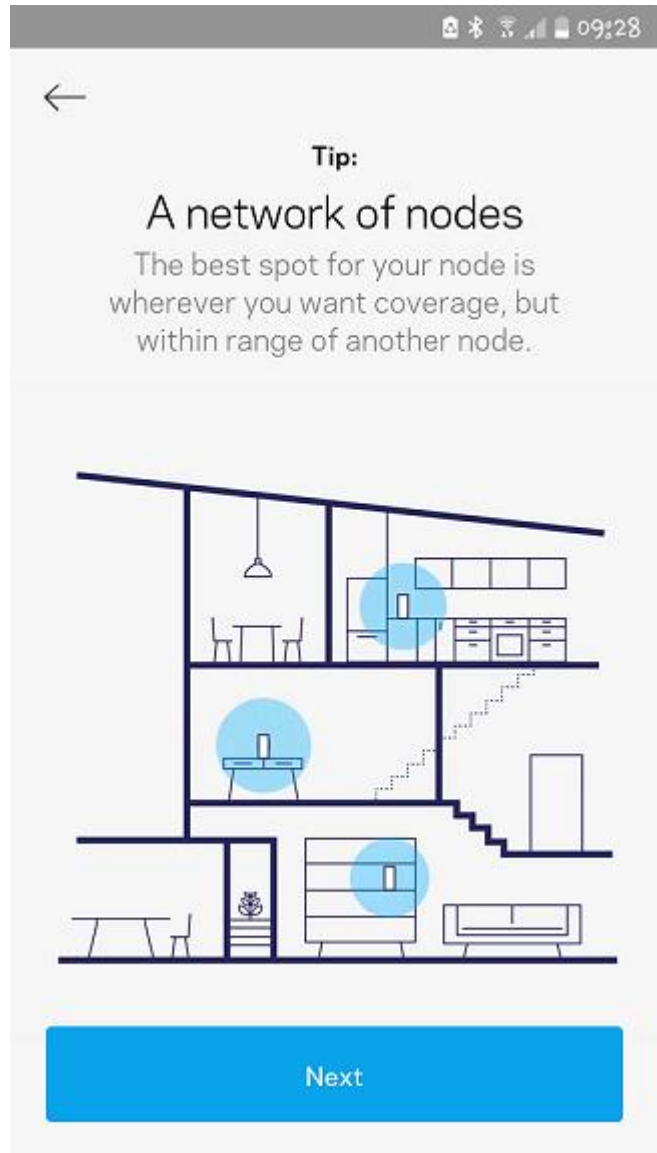 09:28
Tip:
A network of nodes
The best spot for your node is
wherever you want coverage, but
within range of another node.
Next